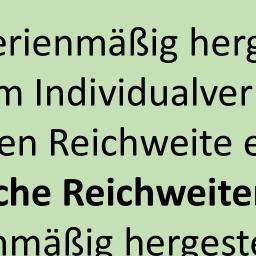 erienmäßig herg
m Individualver
en Reichweite e
che Reichweiten
nmäßig hergeste